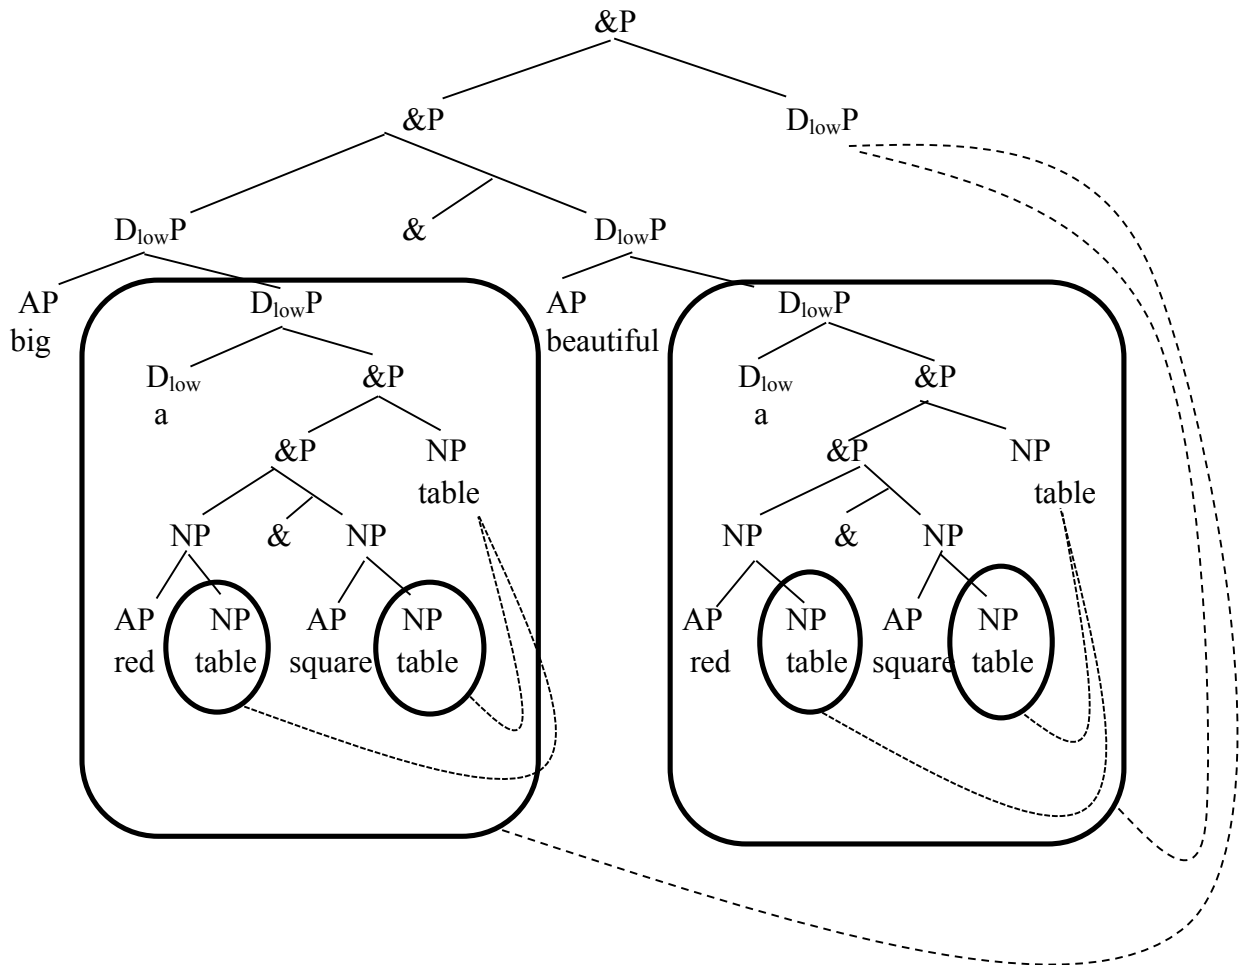 &P
&P DlowP
DlowP & DlowP
AP DlowP AP DlowP
big beautiful
Dlow &P Dlow &P
a a
&P NP &P NP
table table
NP & NP NP & NP
AP NP AP NP AP NP AP NP
red table square table red table square table